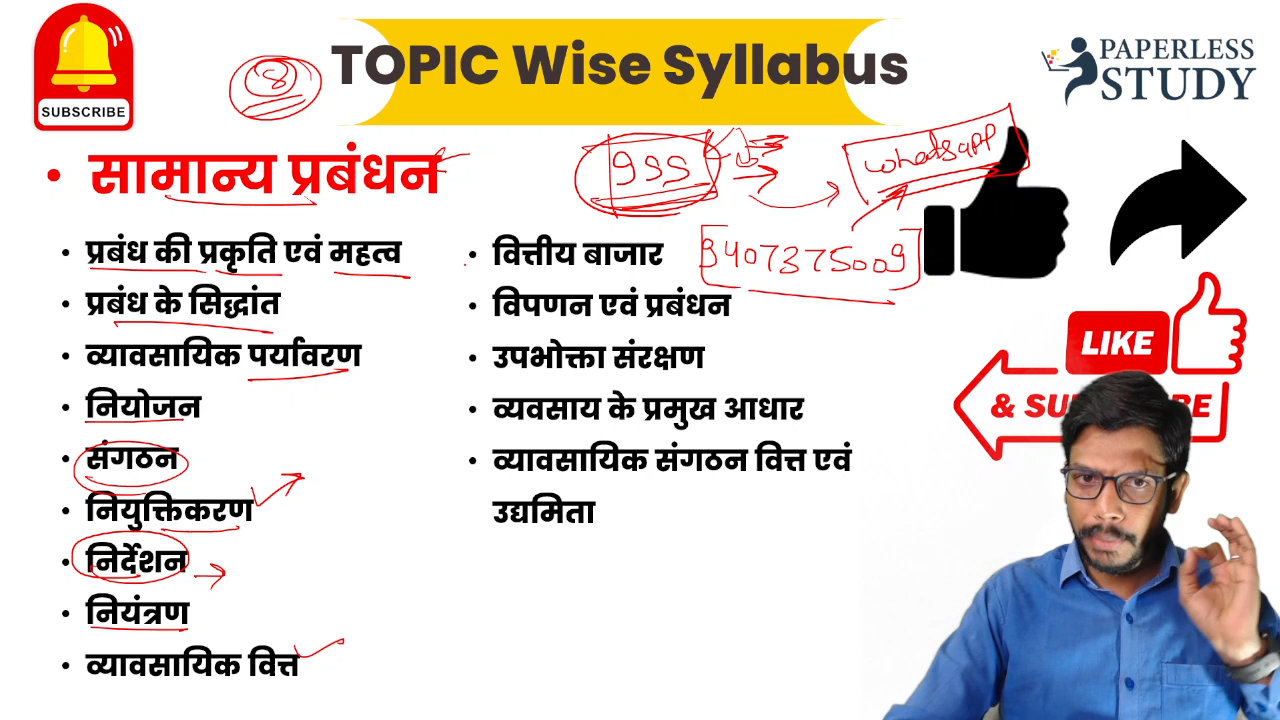 SUBSCRIBE
8
TOPIC Wise Syllabus
PAPERLESS
STUDY
• सामान्य प्रबंधन
999
whatsapp
• प्रबंध की प्रकृति एवं महत्व
• प्रबंध के सिद्धांत
• व्यावसायिक पर्यावरण
• नियोजन
• संगठन
• नियुक्तिकरण
• निर्देशन
• नियंत्रण
• व्यावसायिक वित्त
• वित्तीय बाजार
9407375009
• विपणन एवं प्रबंधन
• उपभोक्ता संरक्षण
• व्यवसाय के प्रमुख आधार
• व्यावसायिक संगठन वित्त एवं
उद्यमिता
LIKE
&